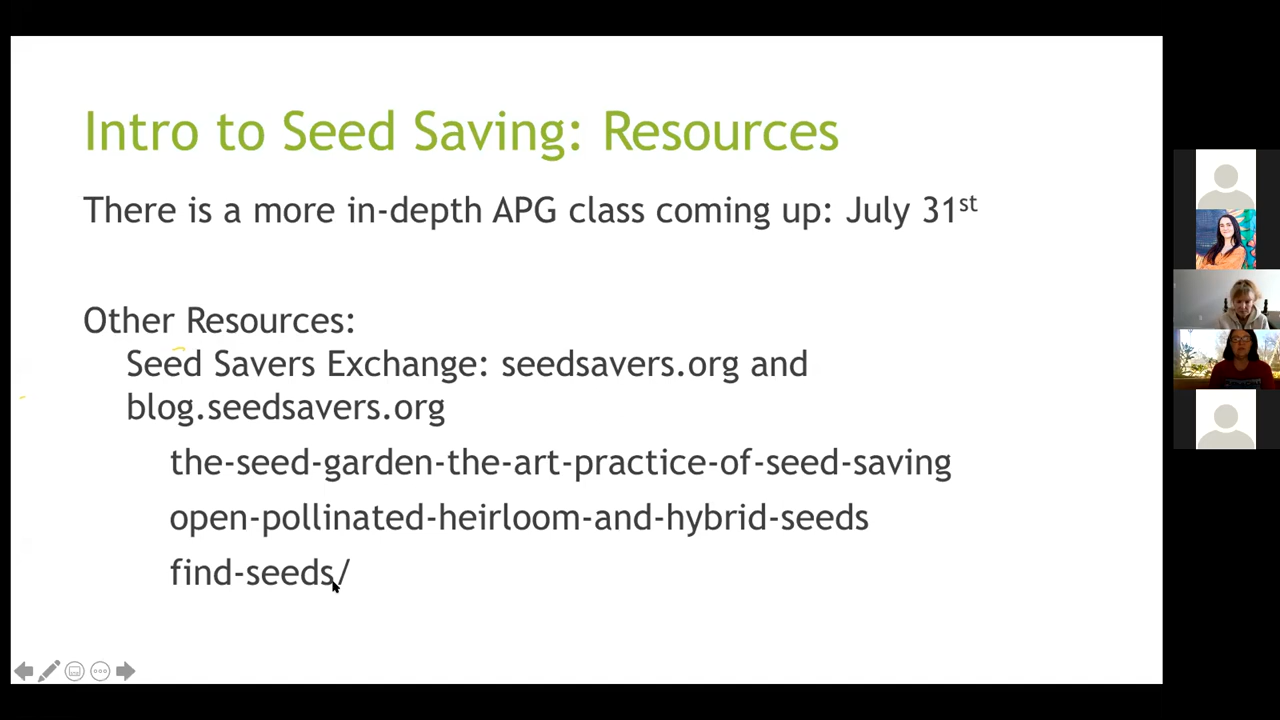 Intro to Seed Saving: Resources
There is a more in-depth APG class coming up: July 31st
Other Resources:
Seed Savers Exchange: seedsavers.org and
blog.seedsavers.org
the-seed-garden-the-art-practice-of-seed-saving
open-pollinated-heirloom-and-hybrid-seeds
find-seeds/